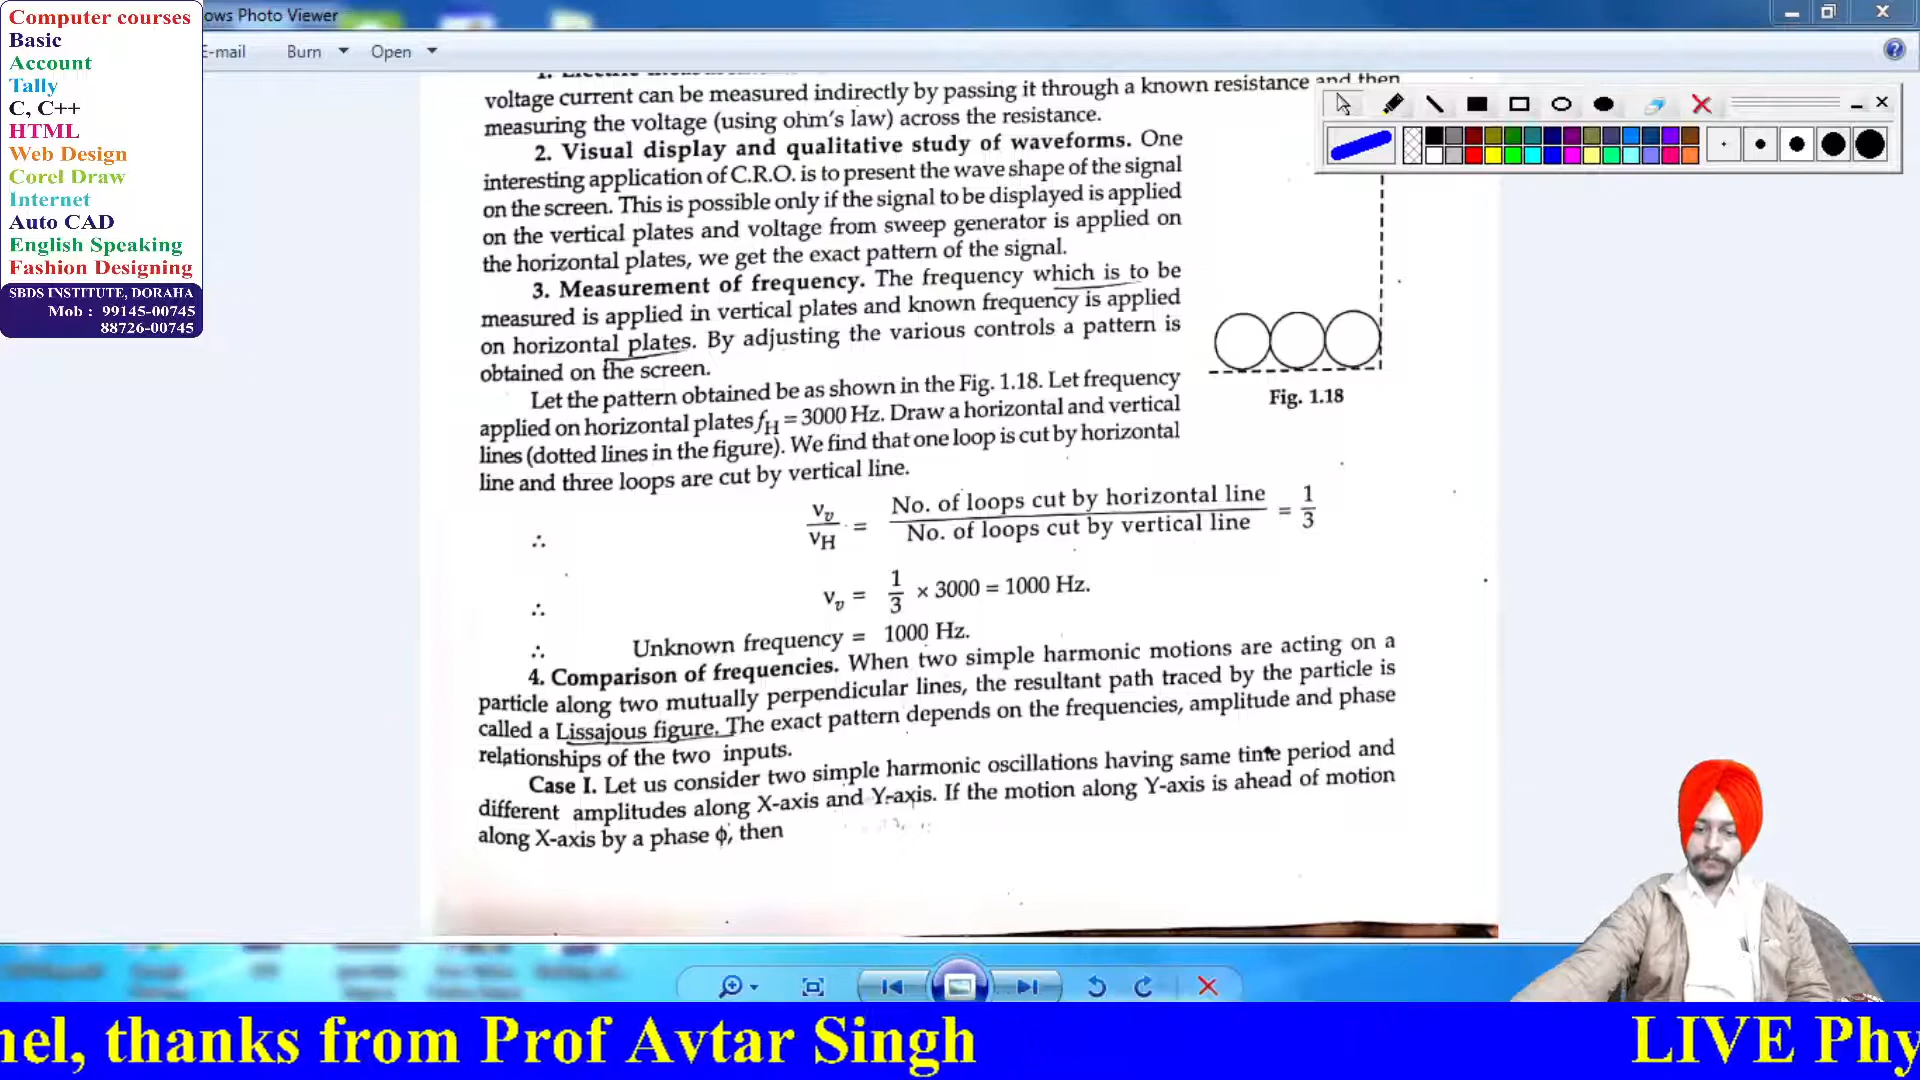 Computer courses
Basic
Account
Tally
C, C++
HTML
Web Design
Corel Draw
Internet
Auto CAD
English Speaking
Fashion Designing
SBDS INSTITUTE, DORAHA
Mob : 99145-00745
88726-00745
ows Photo Viewer
E-mail Burn Open
voltage current can be measured indirectly by passing it through a known resistance and then
measuring the voltage (using ohm's law) across the resistance.
2. Visual display and qualitative study of waveforms. One
interesting application of C.R.O. is to present the wave shape of the signal
on the screen. This is possible only if the signal to be displayed is applied
on the vertical plates and voltage from sweep generator is applied on
the horizontal plates, we get the exact pattern of the signal.
3. Measurement of frequency. The frequency which is to be
measured is applied in vertical plates and known frequency is applied
on horizontal plates. By adjusting the various controls a pattern is
obtained on the screen.
Let the pattern obtained be as shown in the Fig. 1.18. Let frequency
applied on horizontal plates fH = 3000 Hz. Draw a horizontal and vertical
lines (dotted lines in the figure). We find that one loop is cut by horizontal
line and three loops are cut by vertical line.
Fig. 1.18
∴ νv/νH = No. of loops cut by horizontal line / No. of loops cut by vertical line = 1/3
∴ νv = 1/3 × 3000 = 1000 Hz.
∴ Unknown frequency = 1000 Hz.
4. Comparison of frequencies. When two simple harmonic motions are acting on a
particle along two mutually perpendicular lines, the resultant path traced by the particle is
called a Lissajous figure. The exact pattern depends on the frequencies, amplitude and phase
relationships of the two inputs.
Case I. Let us consider two simple harmonic oscillations having same time period and
different amplitudes along X-axis and Y-axis. If the motion along Y-axis is ahead of motion
along X-axis by a phase ϕ, then
nel, thanks from Prof Avtar Singh LIVE Phy